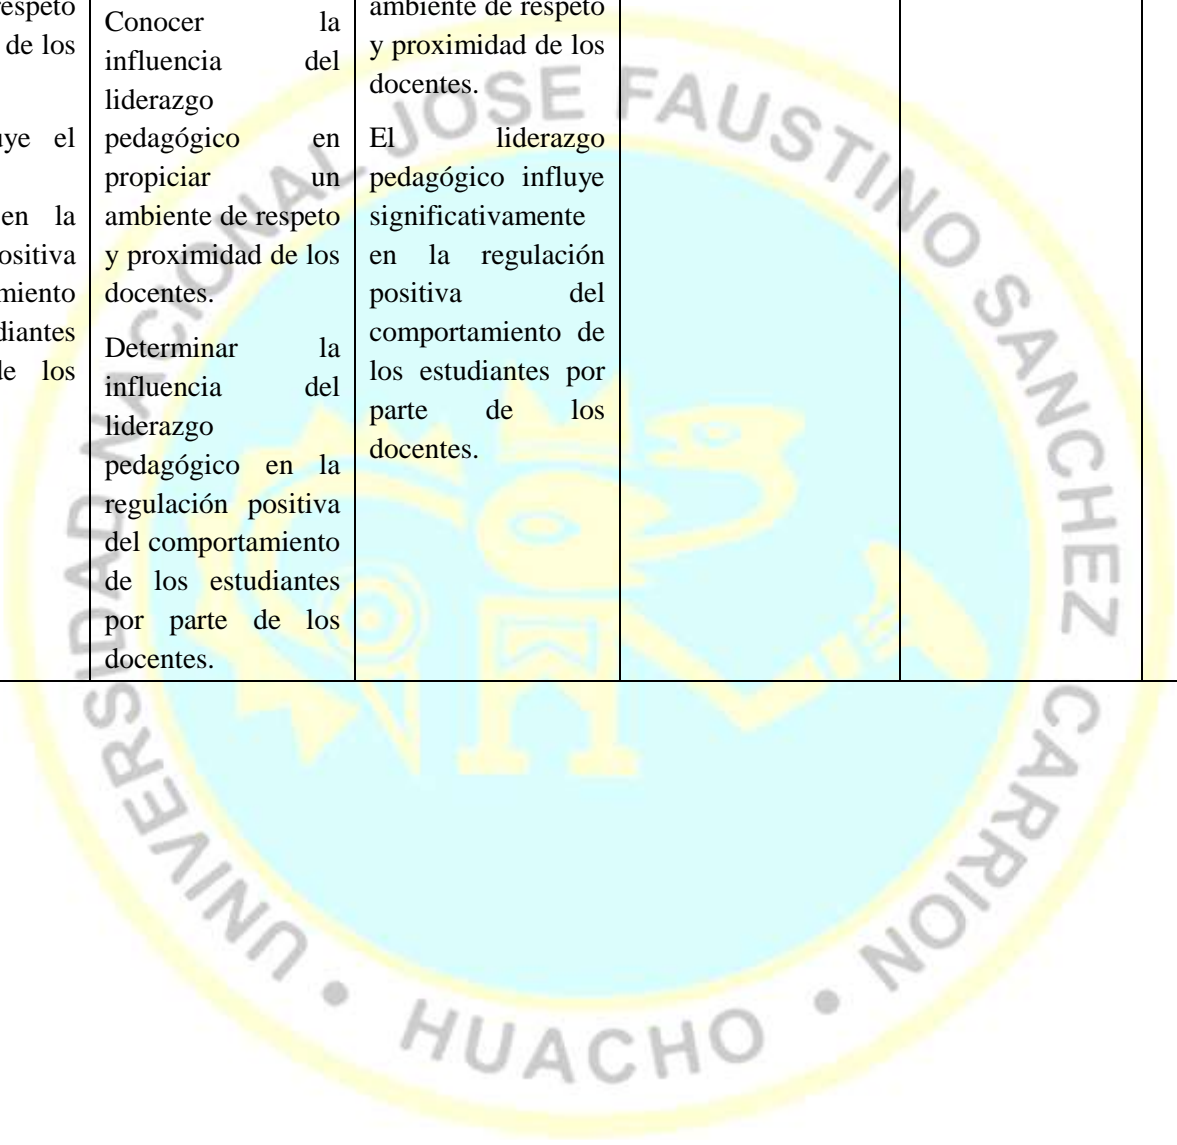 respeto
de los
el
en la
de los
Conocer la
influencia del
liderazgo
pedagógico en
propiciar un
ambiente de respeto
y proximidad de los
docentes.
Determinar la
influencia del
liderazgo
pedagógico en la
regulación positiva
del comportamiento
de los estudiantes
por parte de los
docentes.
ambiente de respeto
y proximidad de los
docentes.
El liderazgo
pedagógico influye
significativamente
en la regulación
positiva del
comportamiento de
los estudiantes por
parte de los
docentes.
UNIVERSIDAD NACIONAL JOSE FAUSTINO SANCHEZ CARRION
• HUACHO •